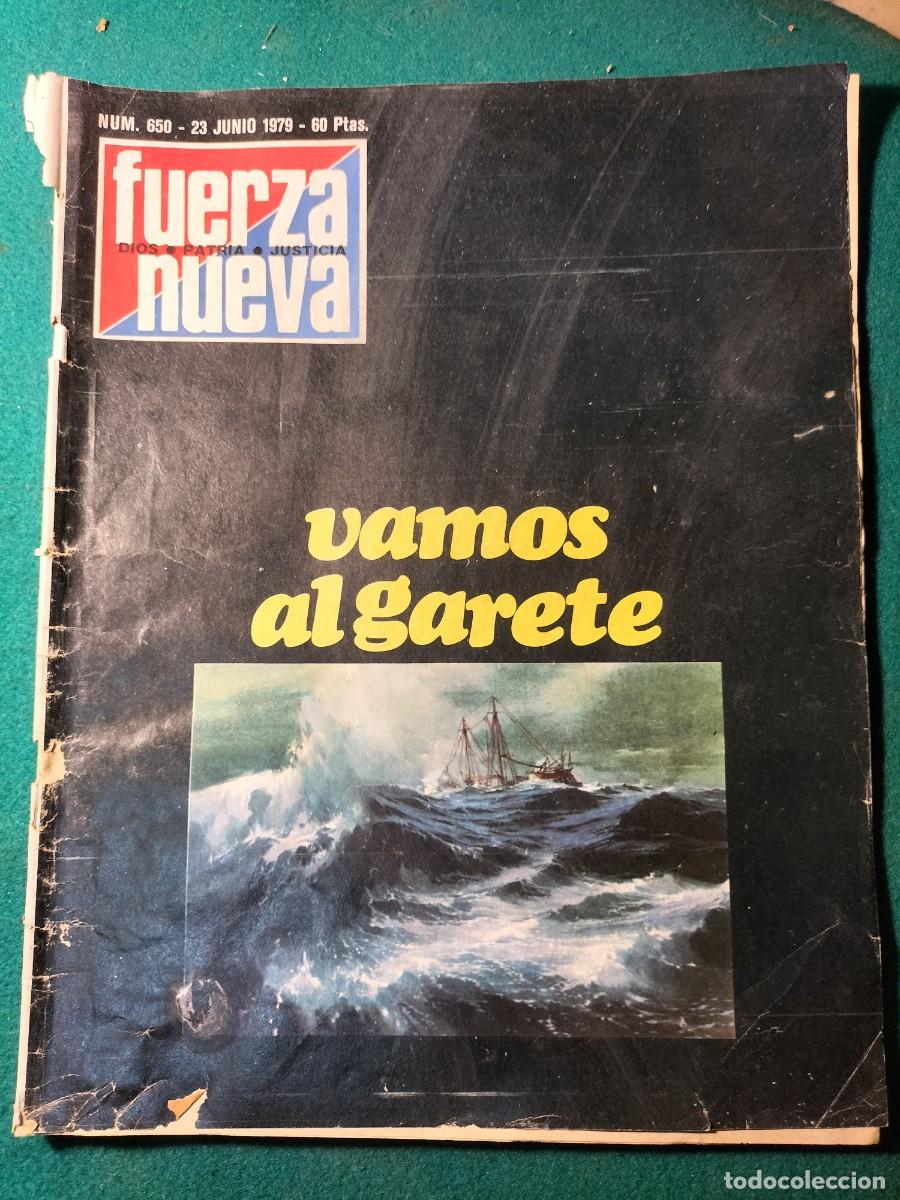 NUM. 650 - 23 JUNIO 1979 - 60 Ptas.
fuerza
DIOS • PATRIA • JUSTICIA
nueva
vamos
al garete
todocoleccion